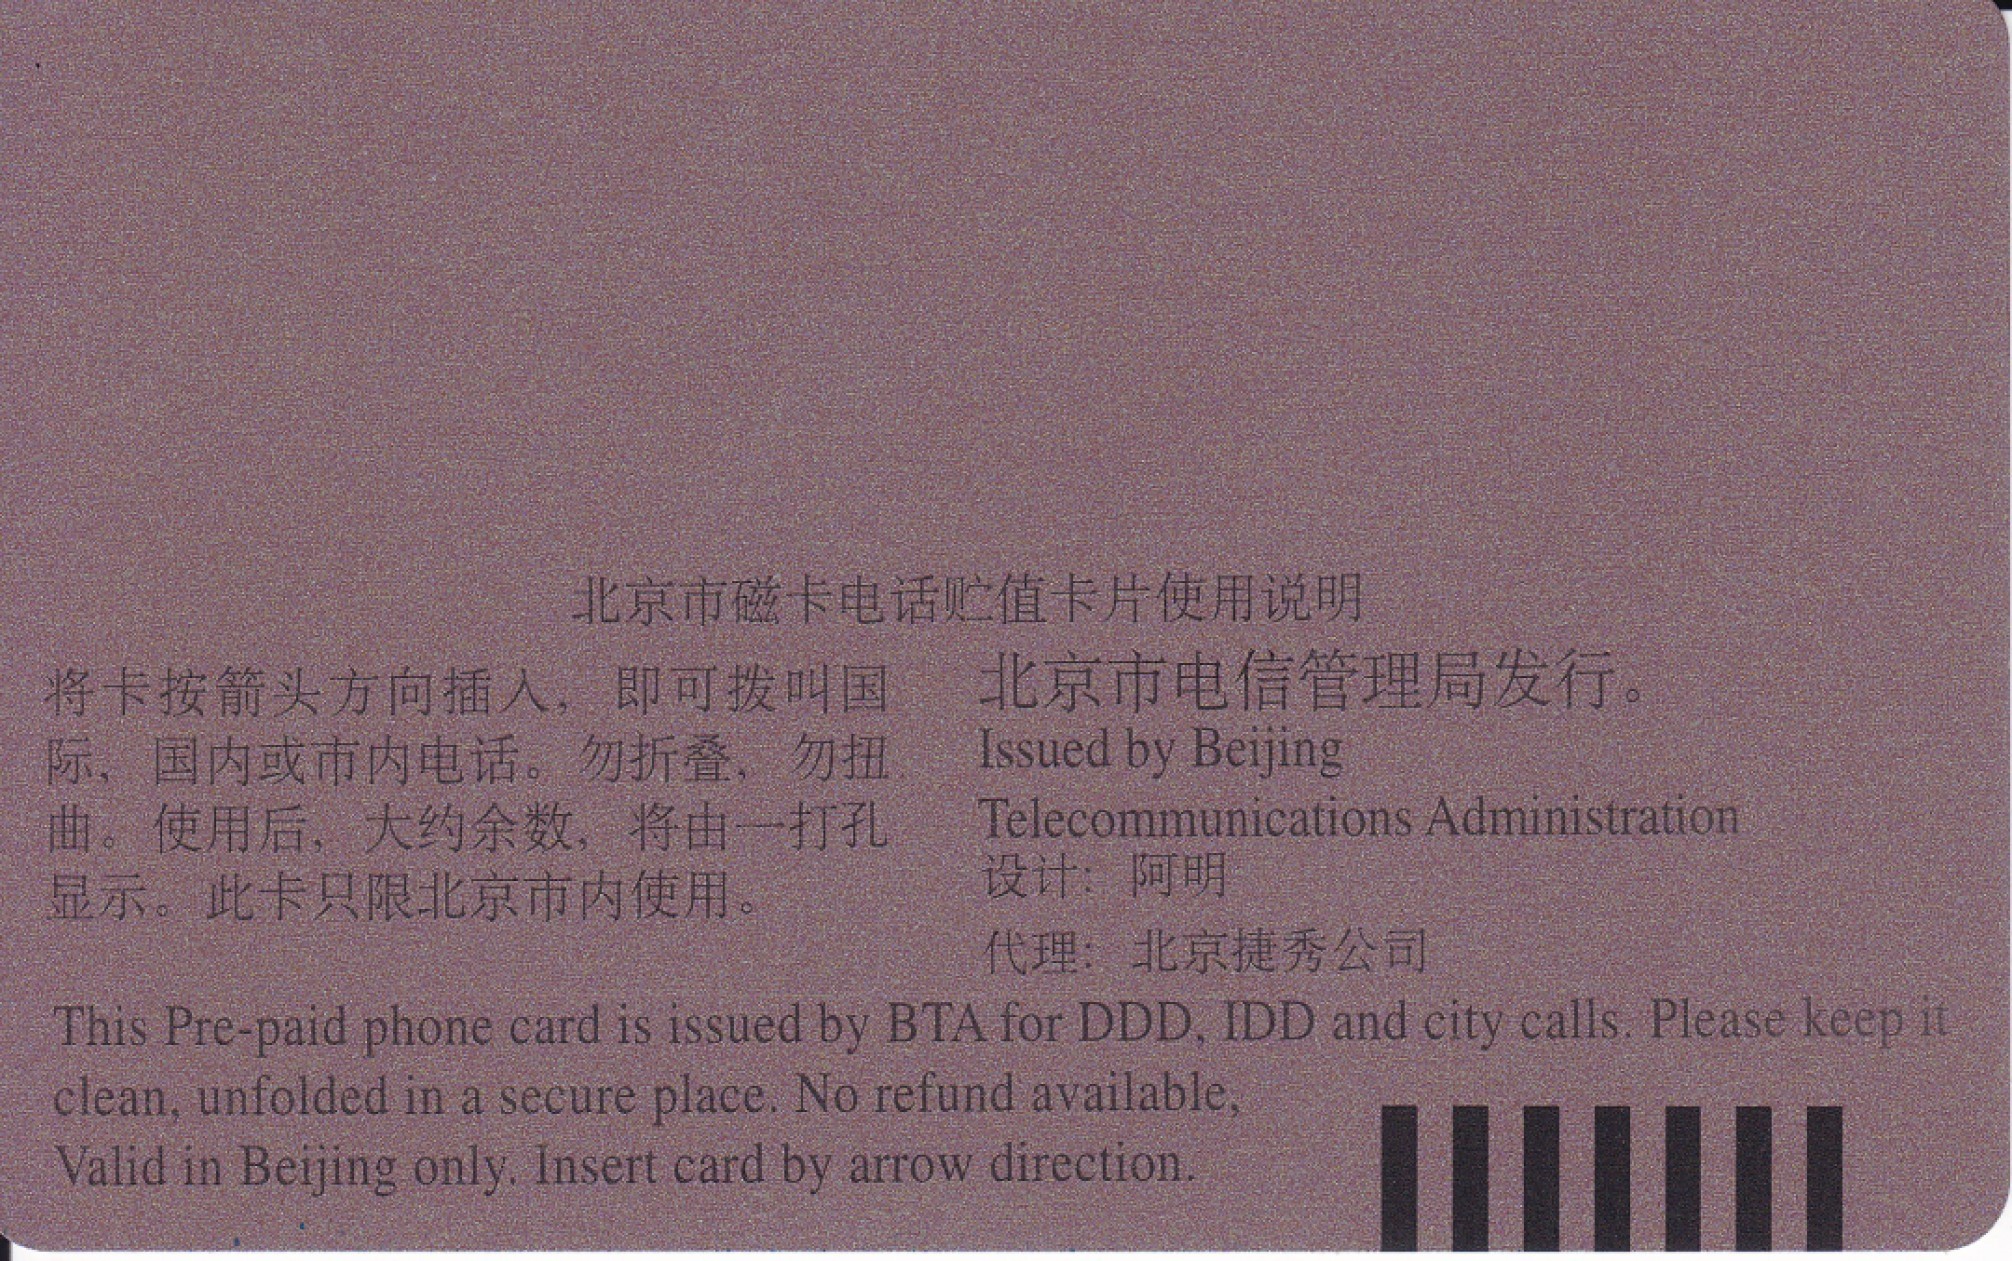 北京市磁卡电话贮值卡片使用说明
将卡按箭头方向插入，即可拨叫国
际，国内或市内电话。勿折叠，勿扭
曲。使用后，大约余数，将由一打孔
显示。此卡只限北京市内使用。
北京市电信管理局发行。
Issued by Beijing
Telecommunications Administration
设计：阿明
代理：北京捷秀公司
This Pre-paid phone card is issued by BTA for DDD, IDD and city calls. Please keep it
clean, unfolded in a secure place. No refund available,
Valid in Beijing only. Insert card by arrow direction.